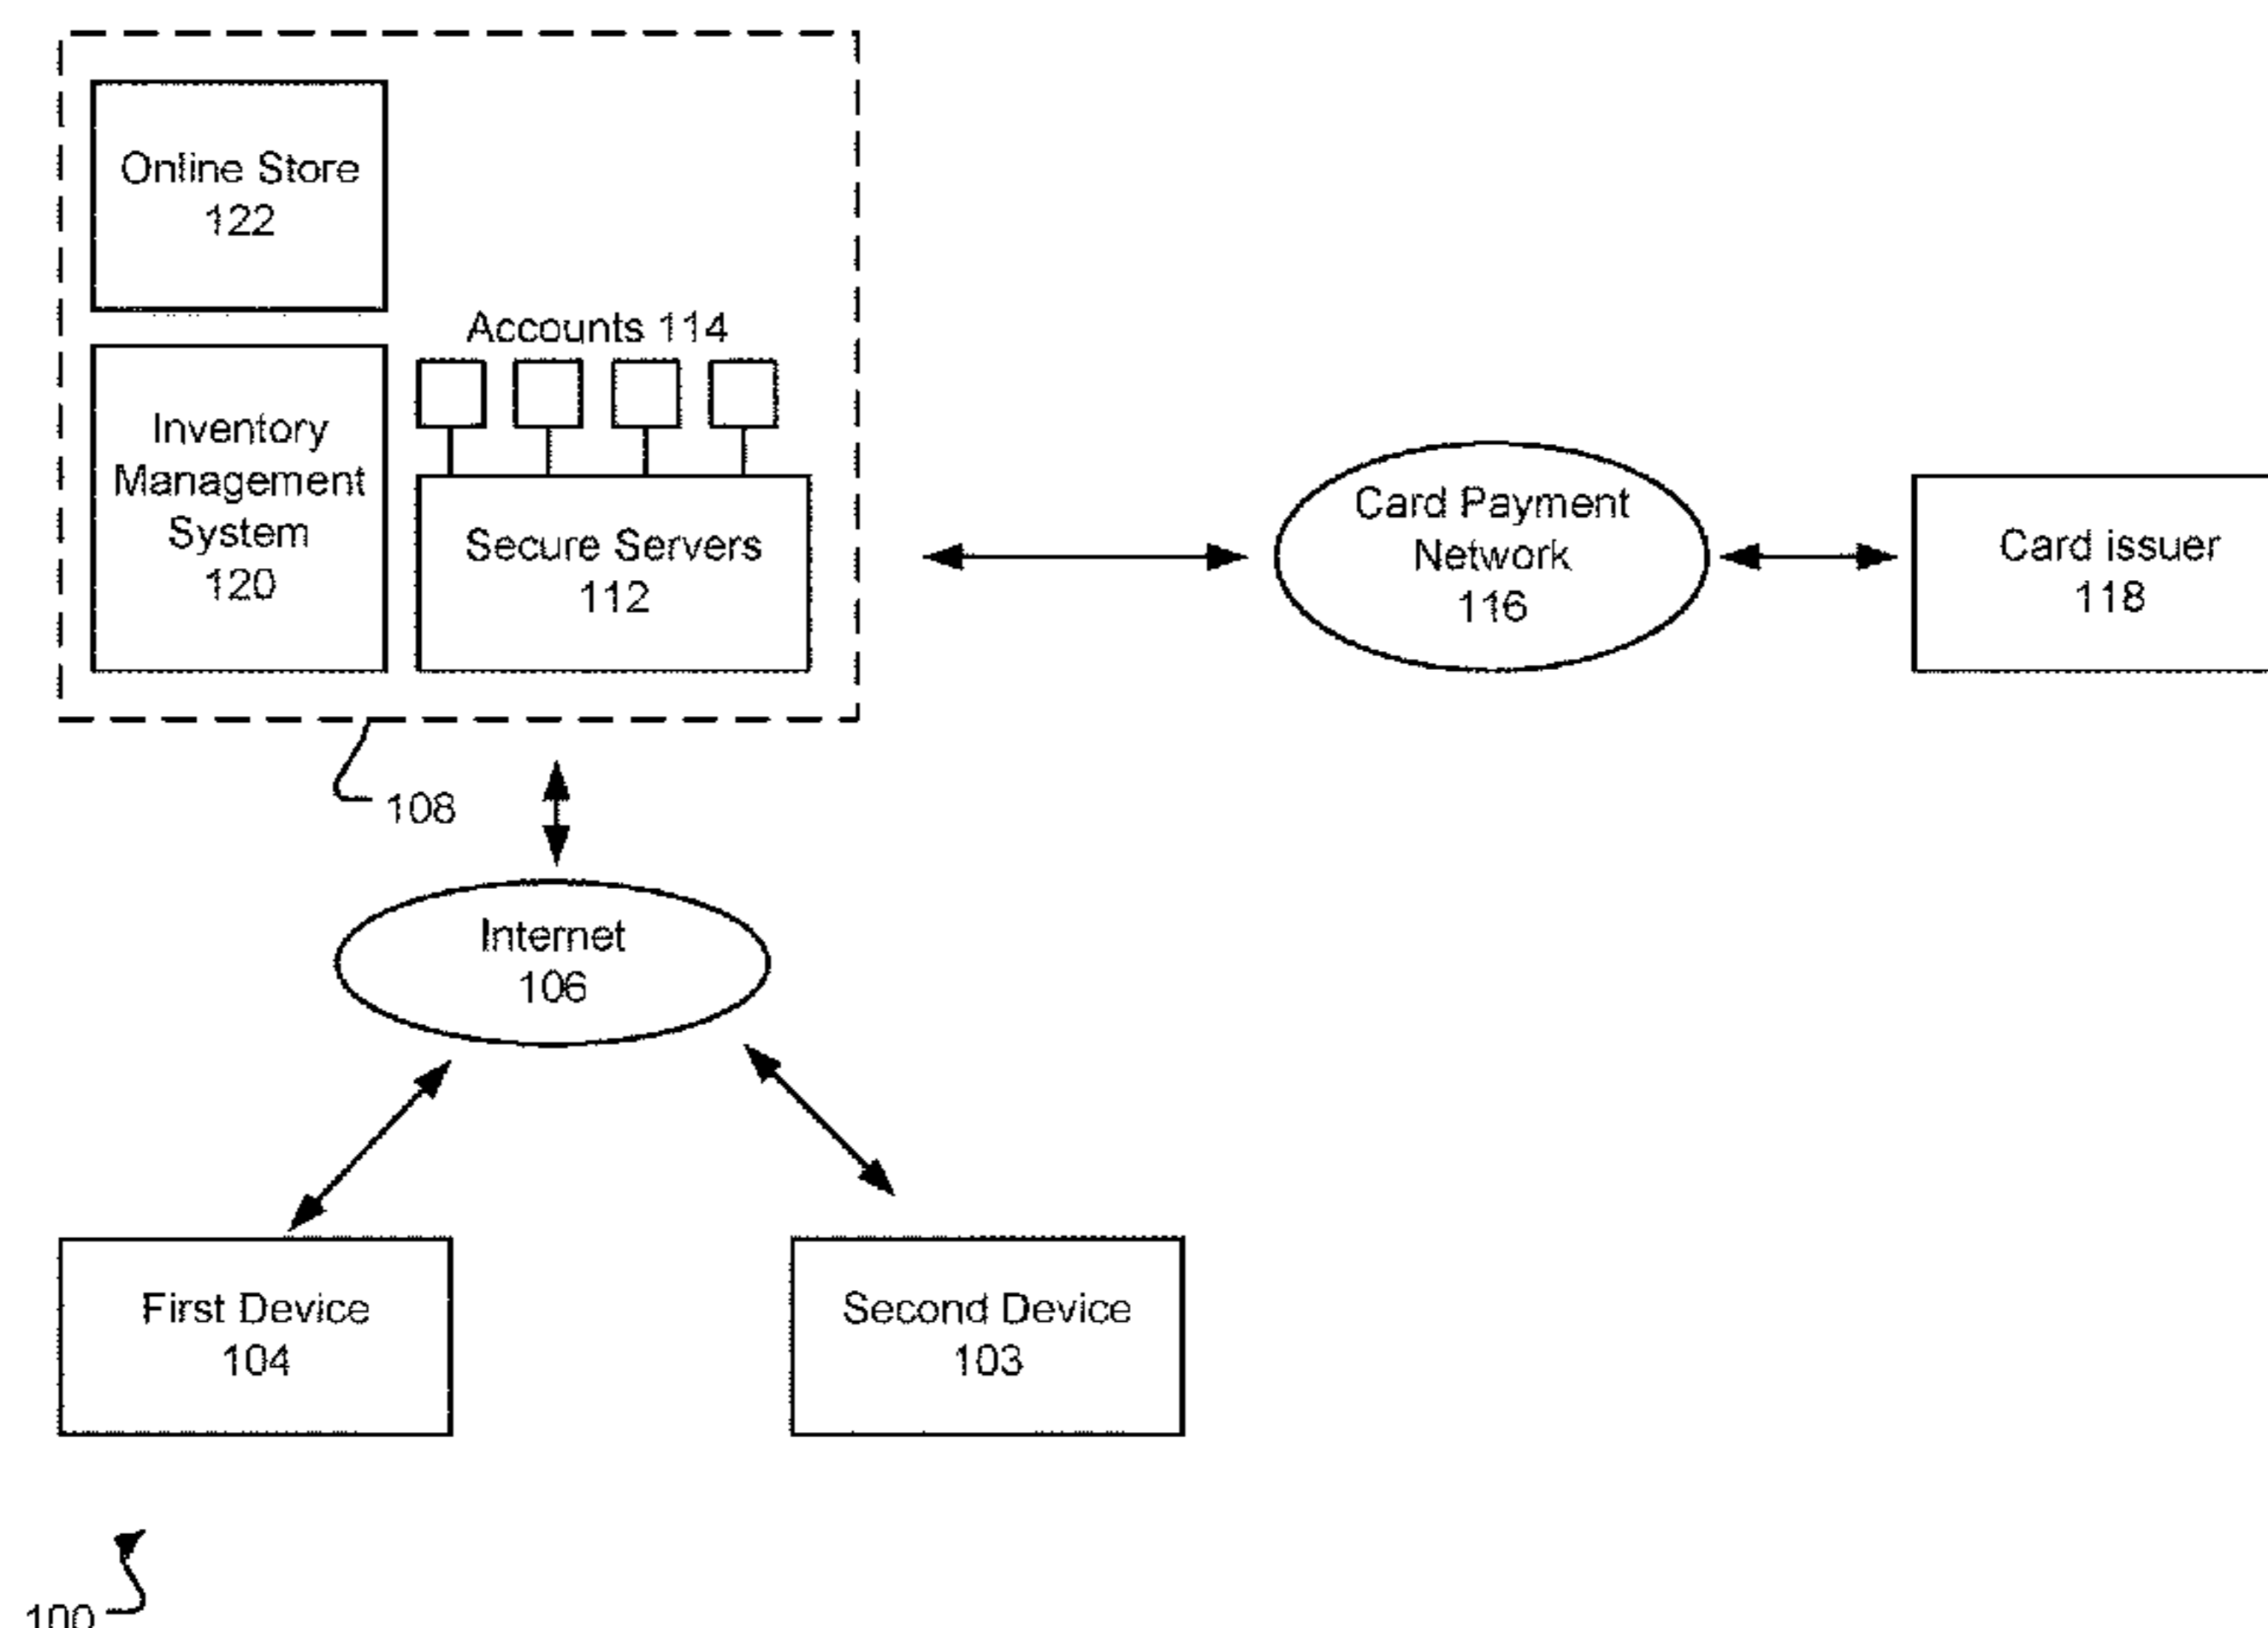 Online Store
122
Accounts 114
Inventory
Management
System
120
Secure Servers
112
Card Payment
Network
116
Card issuer
118
108
Internet
106
First Device
104
Second Device
103
100